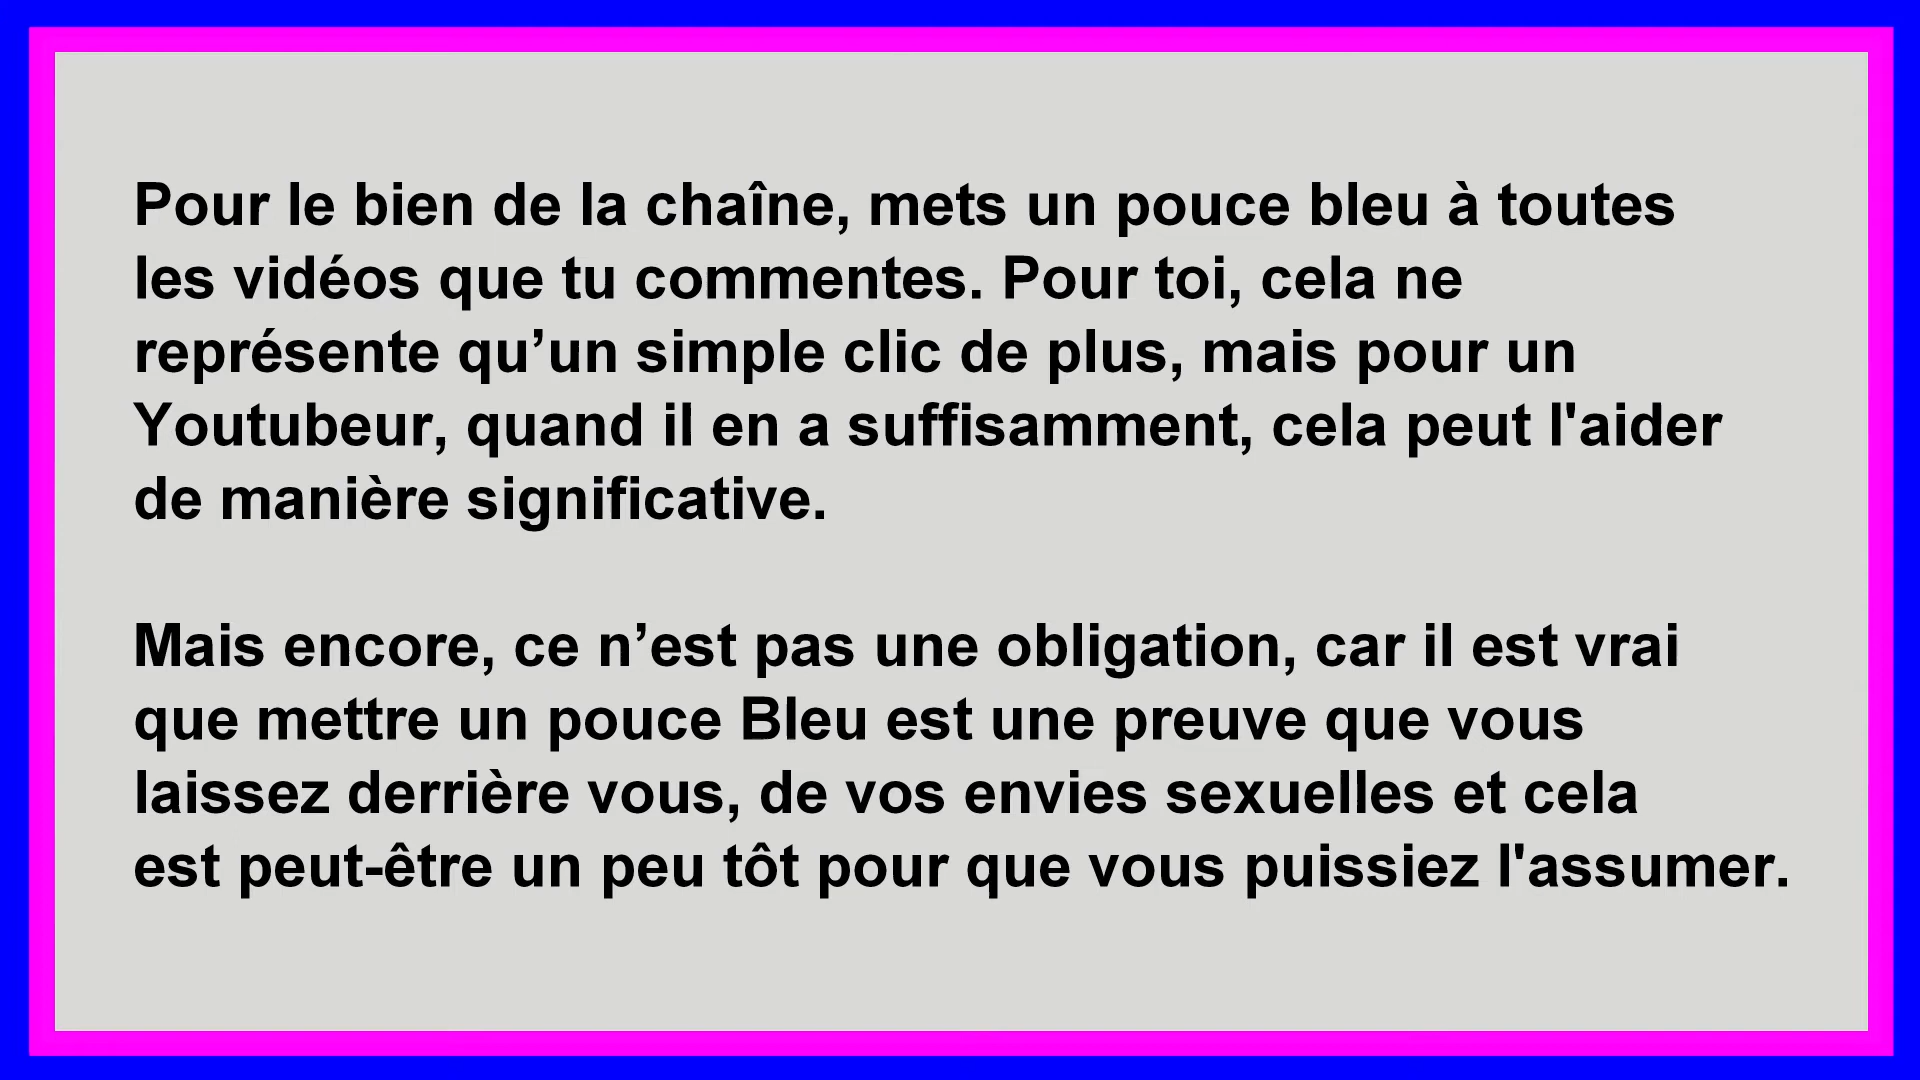 Pour le bien de la chaîne, mets un pouce bleu à toutes
les vidéos que tu commentes. Pour toi, cela ne
représente qu’un simple clic de plus, mais pour un
Youtubeur, quand il en a suffisamment, cela peut l'aider
de manière significative.
Mais encore, ce n’est pas une obligation, car il est vrai
que mettre un pouce Bleu est une preuve que vous
laissez derrière vous, de vos envies sexuelles et cela
est peut-être un peu tôt pour que vous puissiez l'assumer.